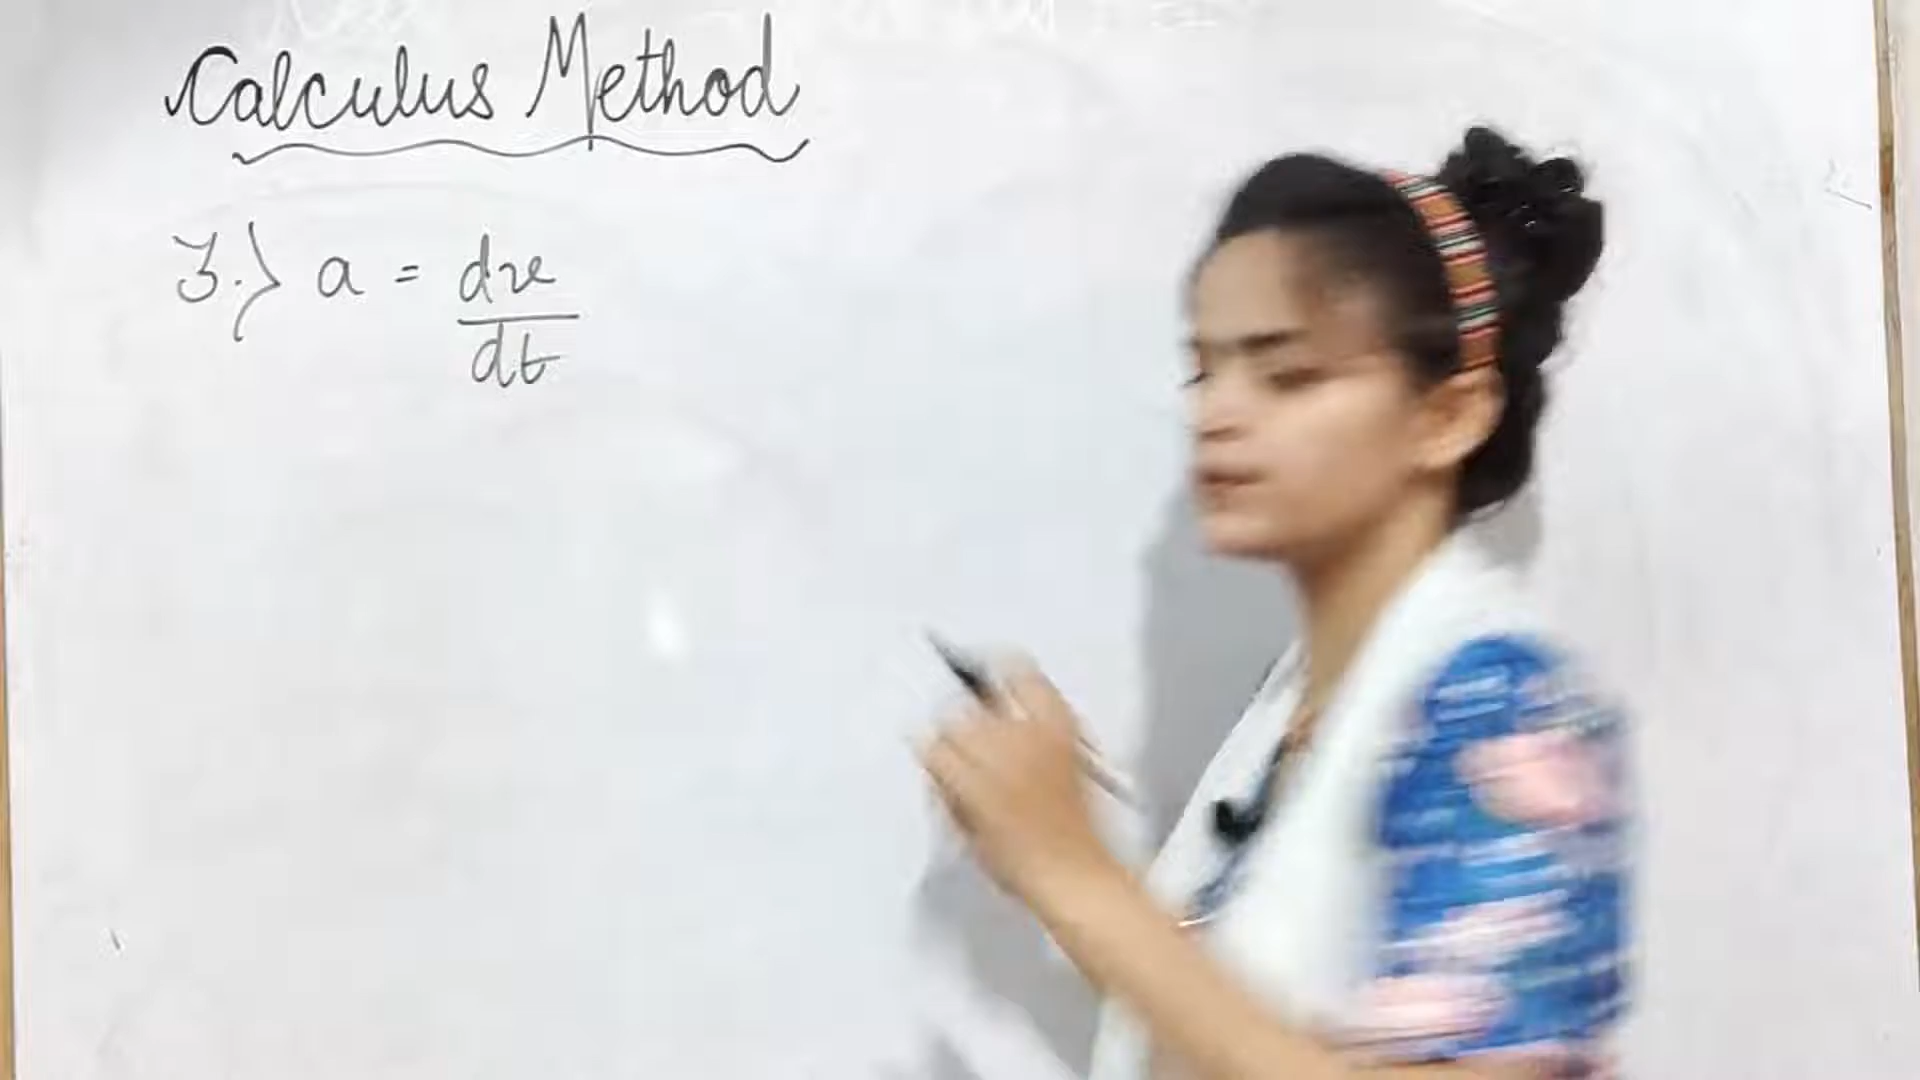 Calculus Method
3.) a = dv/dt